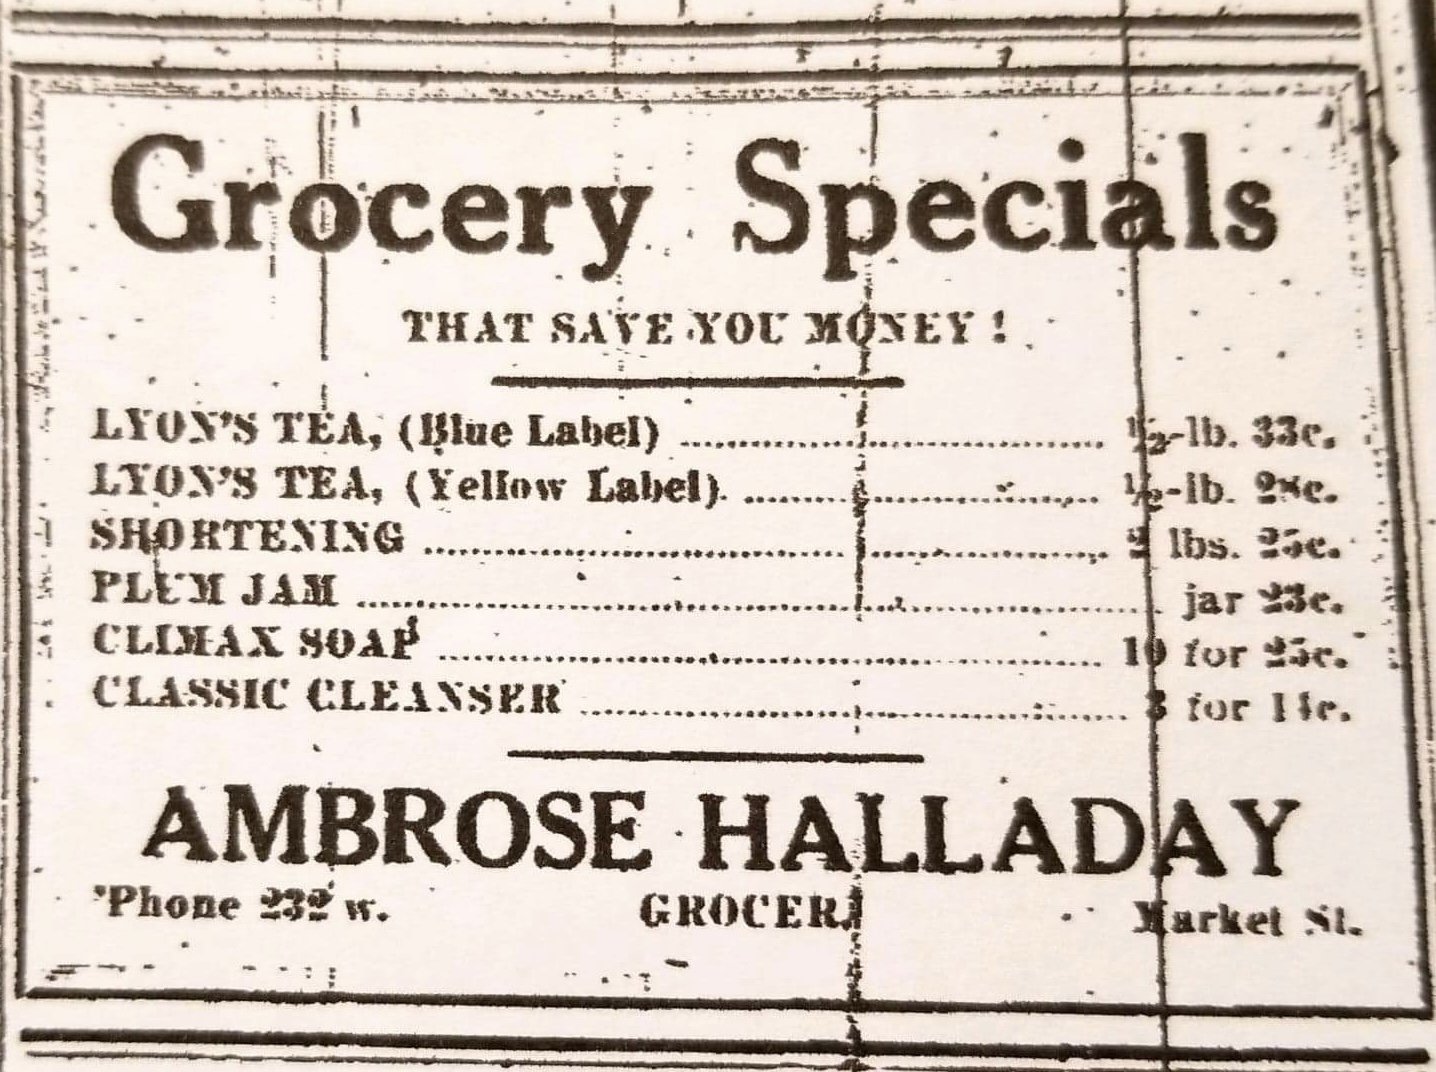 Grocery Specials
THAT SAVE YOU MONEY!
LYON'S TEA, (Blue Label) ........ ½-lb. 33c.
LYON'S TEA, (Yellow Label) ........ ½-lb. 28c.
SHORTENING ........ 2 lbs. 25c.
PLUM JAM ........ jar 23c.
CLIMAX SOAP ........ 10 for 25c.
CLASSIC CLEANSER ........ 3 for 14c.
AMBROSE HALLADAY
'Phone 232 w. GROCER. Market St.